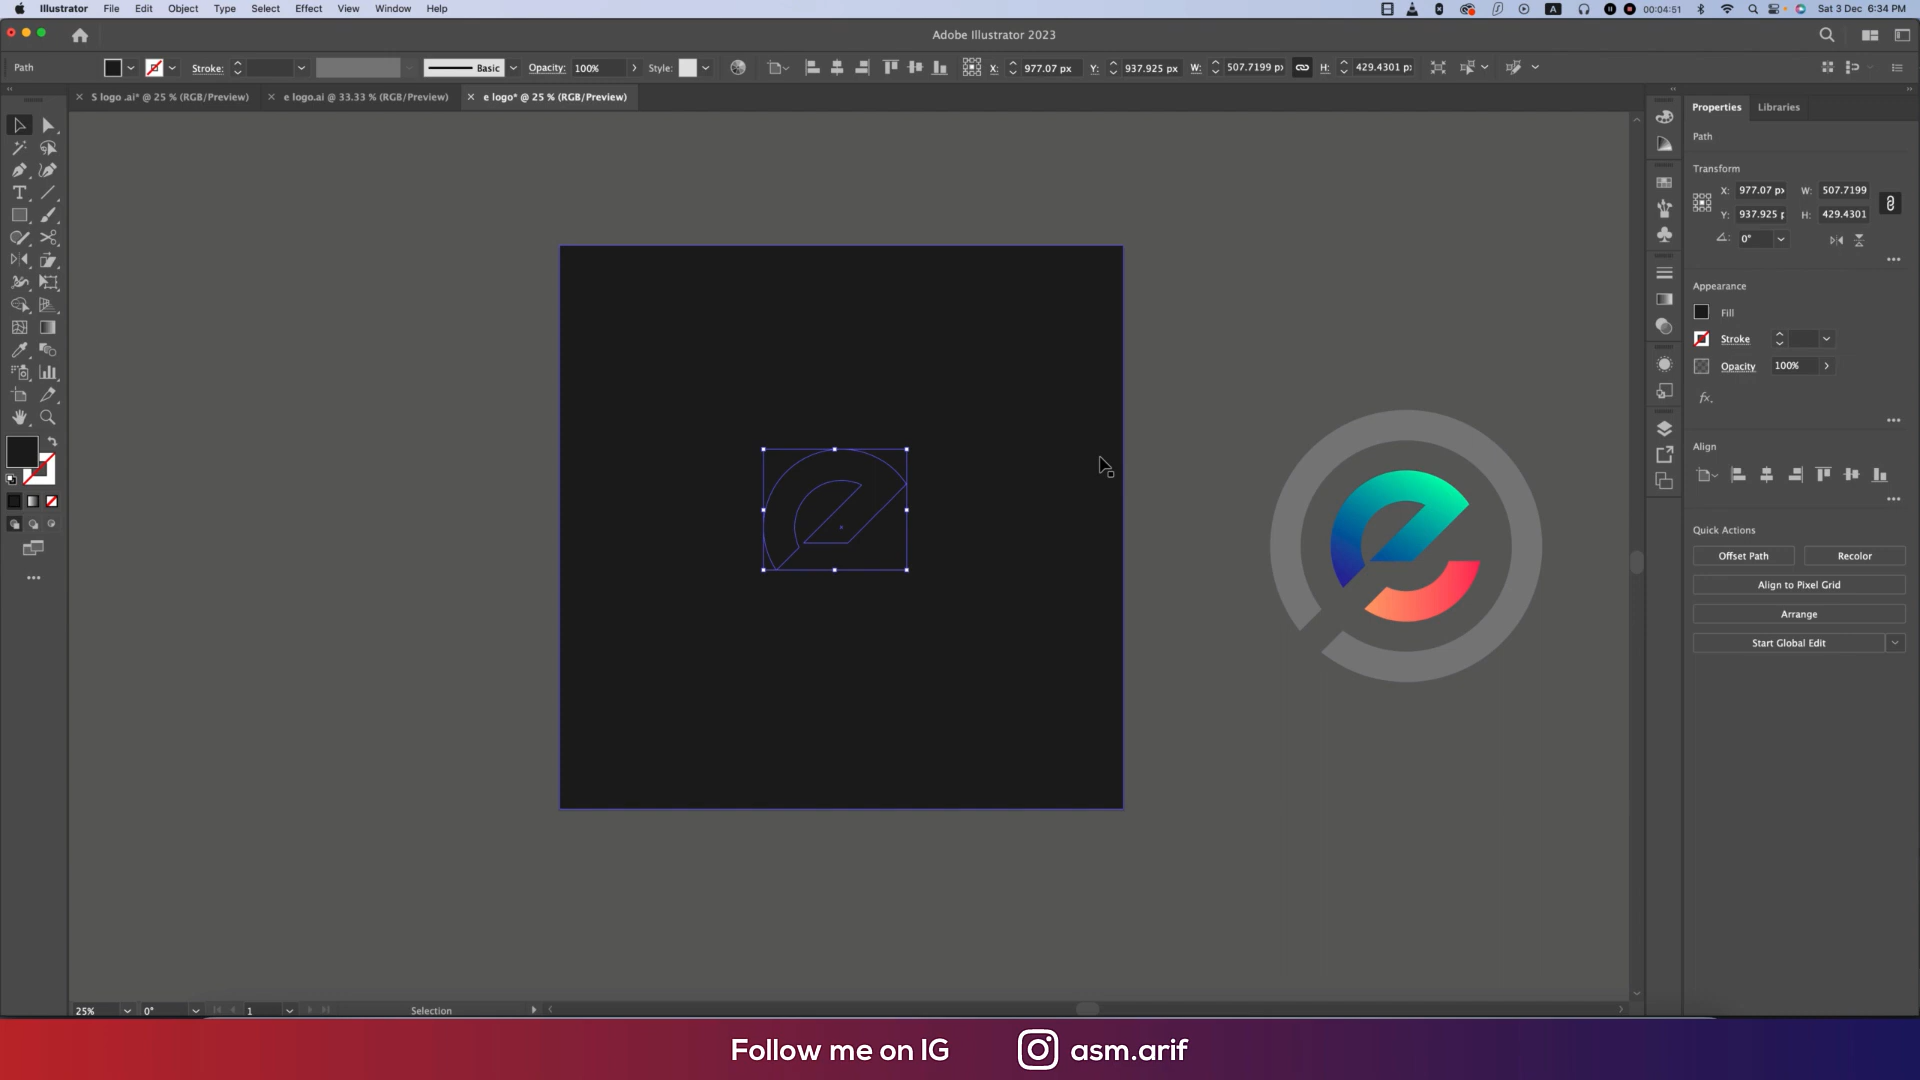 Illustrator File Edit Object Type Select Effect View Window Help
A 00:04:51 Sat 3 Dec 6:34 PM
Adobe Illustrator 2023
Path Stroke: Basic Opacity: 100% Style: X: 977.07 px Y: 937.925 px W: 507.7199 p H: 429.4301 p
S logo .ai* @ 25 % (RGB/Preview) e logo.ai @ 33.33 % (RGB/Preview) e logo* @ 25 % (RGB/Preview)
Properties Libraries
Path
Transform
X: 977.07 p W: 507.7199
Y: 937.925 p H: 429.4301
0°
Appearance
Fill
Stroke
Opacity 100%
fx.
Align
Quick Actions
Offset Path Recolor
Align to Pixel Grid
Arrange
Start Global Edit
25% 0° 1 Selection
Follow me on IG asm.arif